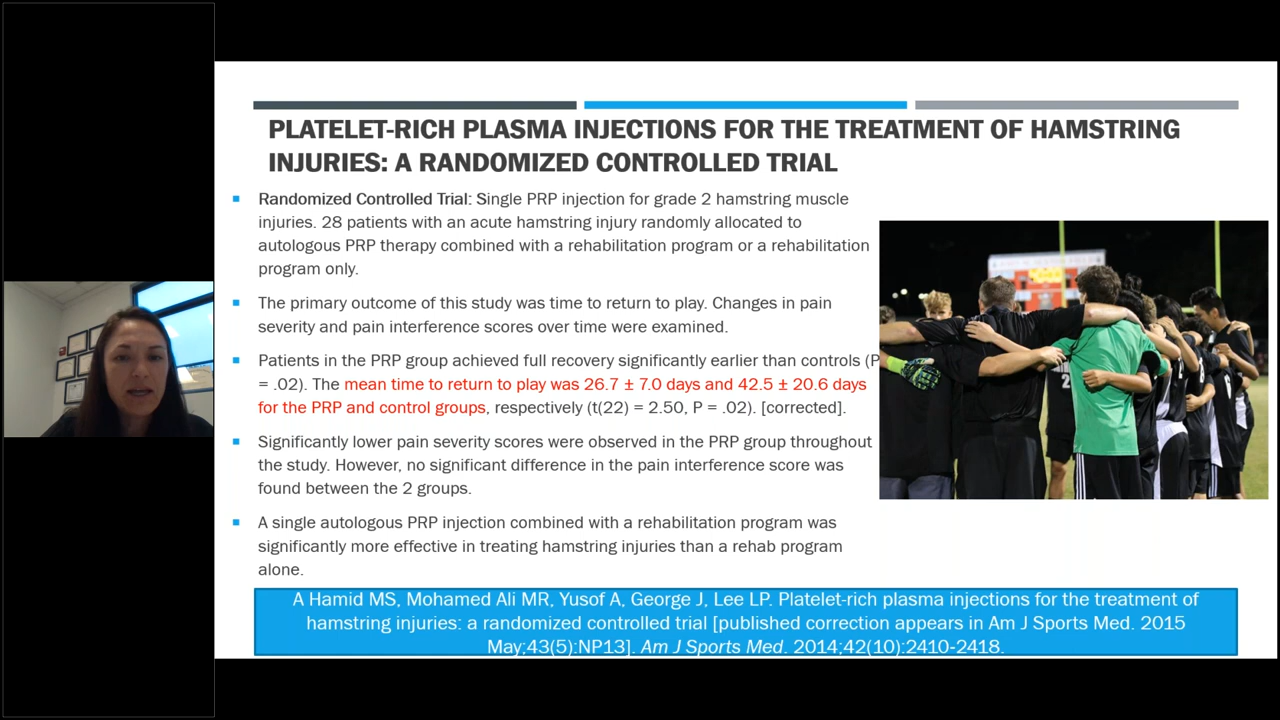 PLATELET-RICH PLASMA INJECTIONS FOR THE TREATMENT OF HAMSTRING
INJURIES: A RANDOMIZED CONTROLLED TRIAL
Randomized Controlled Trial: Single PRP injection for grade 2 hamstring muscle
injuries. 28 patients with an acute hamstring injury randomly allocated to
autologous PRP therapy combined with a rehabilitation program or a rehabilitation
program only.
The primary outcome of this study was time to return to play. Changes in pain
severity and pain interference scores over time were examined.
Patients in the PRP group achieved full recovery significantly earlier than controls (P
= .02). The mean time to return to play was 26.7 ± 7.0 days and 42.5 ± 20.6 days
for the PRP and control groups, respectively (t(22) = 2.50, P = .02). [corrected].
Significantly lower pain severity scores were observed in the PRP group throughout
the study. However, no significant difference in the pain interference score was
found between the 2 groups.
A single autologous PRP injection combined with a rehabilitation program was
significantly more effective in treating hamstring injuries than a rehab program
alone.
A Hamid MS, Mohamed Ali MR, Yusof A, George J, Lee LP. Platelet-rich plasma injections for the treatment of
hamstring injuries: a randomized controlled trial [published correction appears in Am J Sports Med. 2015
May;43(5):NP13]. Am J Sports Med. 2014;42(10):2410-2418.